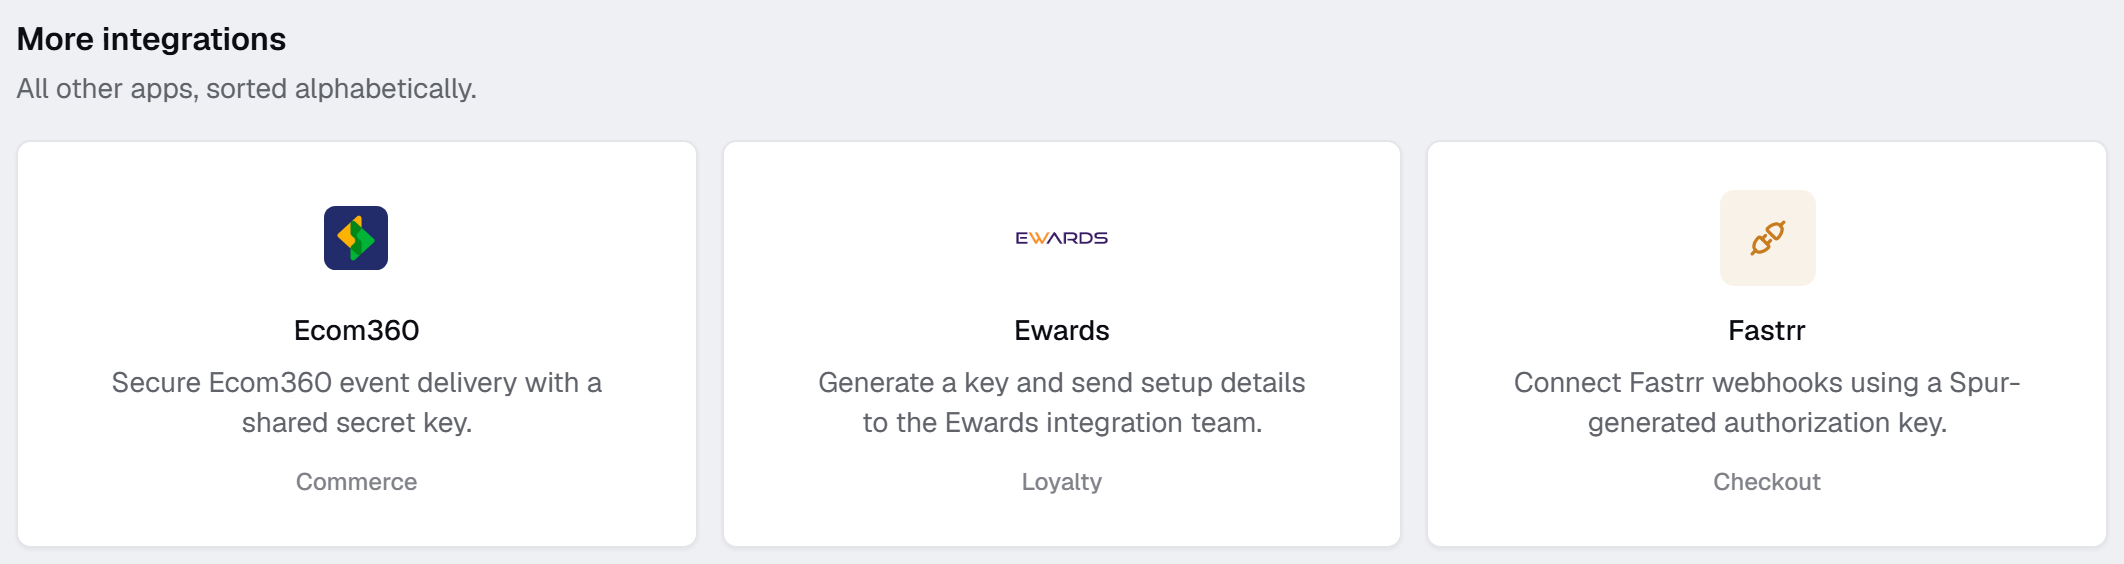 More integrations
All other apps, sorted alphabetically.
Ecom360
Secure Ecom360 event delivery with a
shared secret key.
Commerce
EWARDS
Ewards
Generate a key and send setup details
to the Ewards integration team.
Loyalty
Fastrr
Connect Fastrr webhooks using a Spur-
generated authorization key.
Checkout